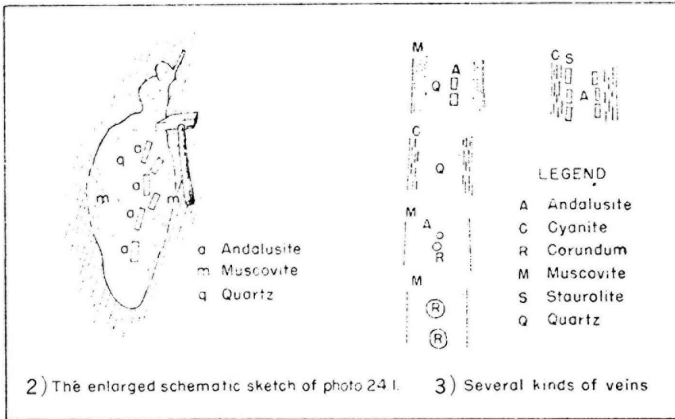 M
A
Q
C S
A
C
Q
M
A
R
M
R
R
a
q
a
m
m
a
a
a Andalusite
m Muscovite
q Quartz
LEGEND
A Andalusite
C Cyanite
R Corundum
M Muscovite
S Staurolite
Q Quartz
2) The enlarged schematic sketch of photo 24 1.
3) Several kinds of veins